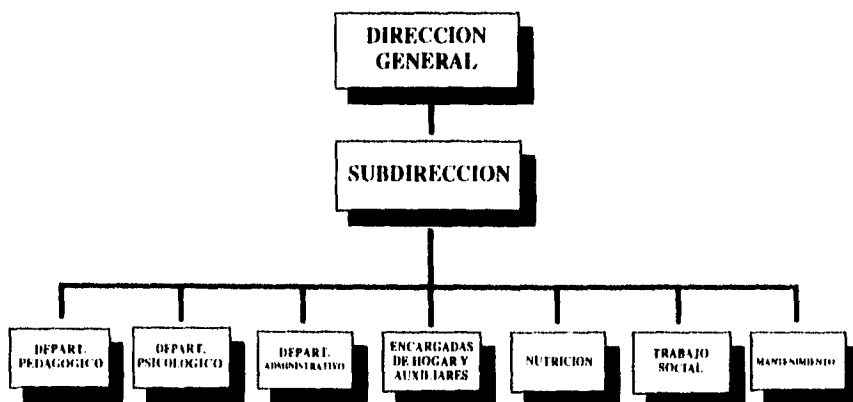 DIRECCION
GENERAL
SUBDIRECCION
DEPART.
PEDAGOGICO
DEPART.
PSICOLOGICO
DEPART.
ADMINISTRATIVO
ENCARGADAS
DE HOGAR Y
AUXILIARES
NUTRICION
TRABAJO
SOCIAL
MANTENIMIENTO